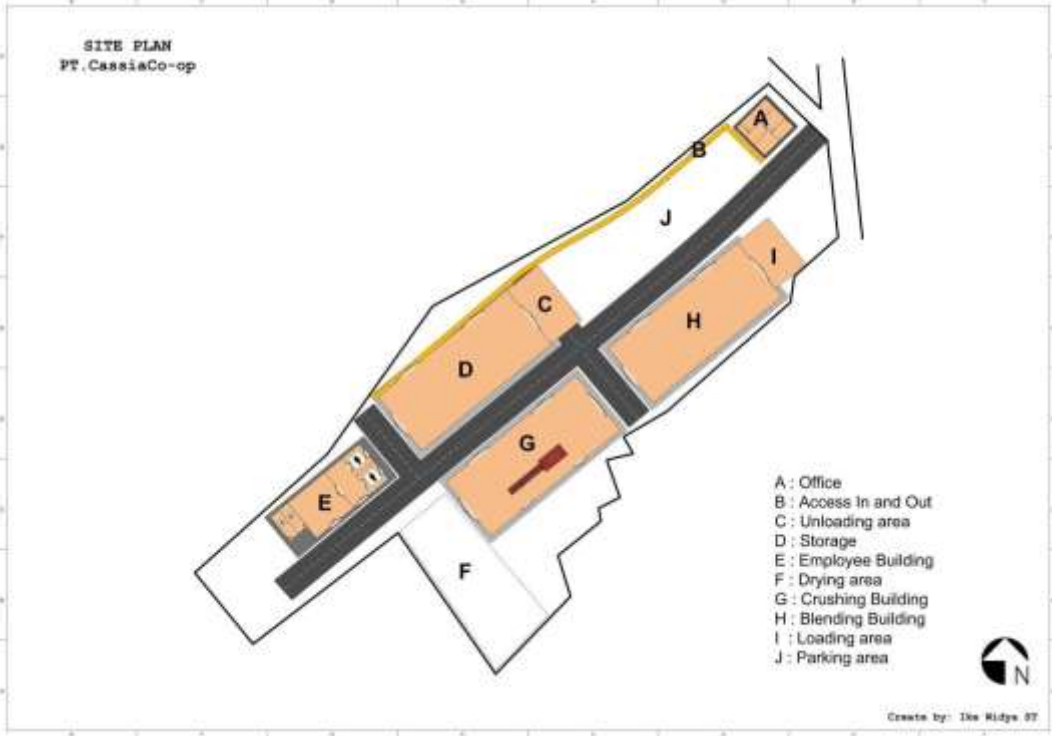 SITE PLAN
PT.CassiaCo-op
A
B
J
I
C
H
D
G
E
F
A : Office
B : Access In and Out
C : Unloading area
D : Storage
E : Employee Building
F : Drying area
G : Crushing Building
H : Blending Building
I : Loading area
J : Parking area
N
Create by: Ike Widya ST